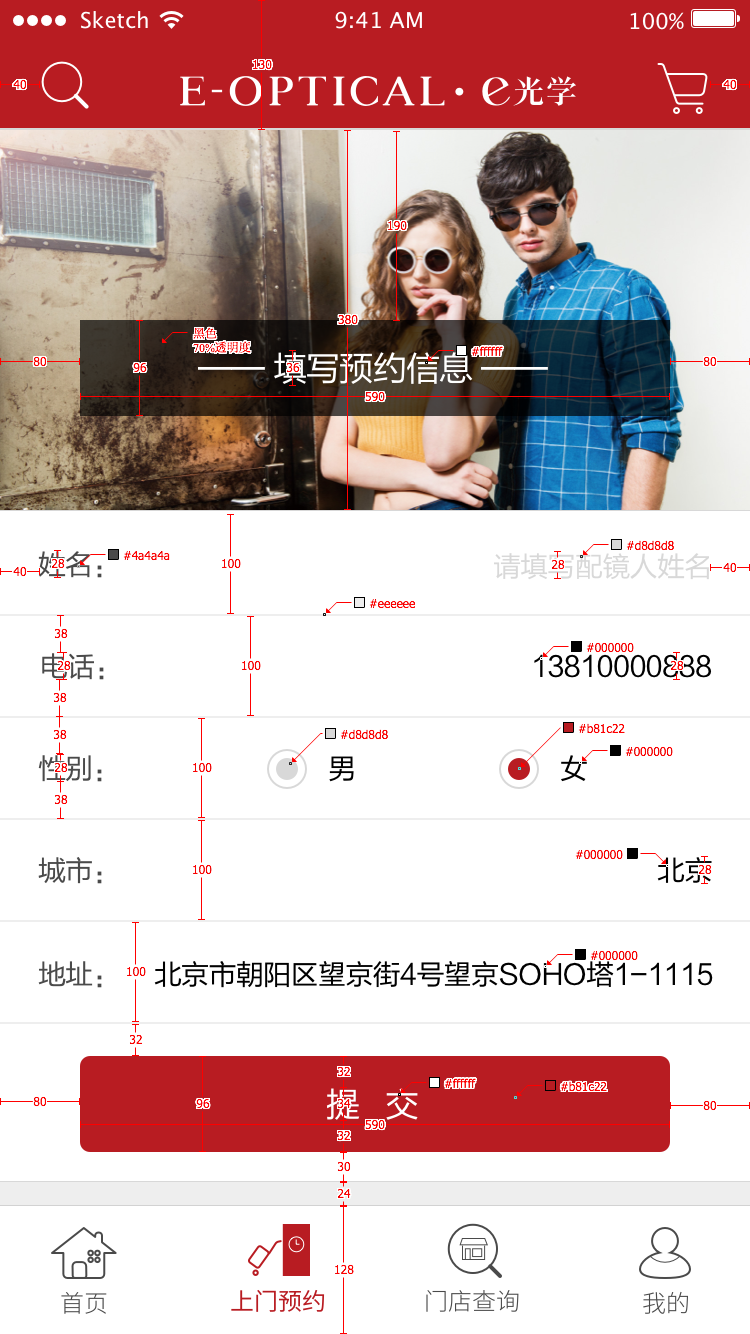 Sketch 9:41 AM 100%
40 130 E-OPTICAL·e光学 40
190
380
黑色
70%透明度
80 96 36 填写预约信息 #ffffff 80
590
姓名： 28 #4a4a4a 100 #d8d8d8
40 请填写配镜人姓名 28 40
#eeeeee
38
电话： 28 100 #000000 13810000838 28
38
38 #d8d8d8 #b81c22
性别： 28 100 男 女 #000000
38
城市： 100 #000000 北京 28
地址： 100 #000000 北京市朝阳区望京街4号望京SOHO塔1-1115
32
32 #ffffff #b81c22
80 96 提交 34 80
590
32
30
24
128
首页 上门预约 门店查询 我的